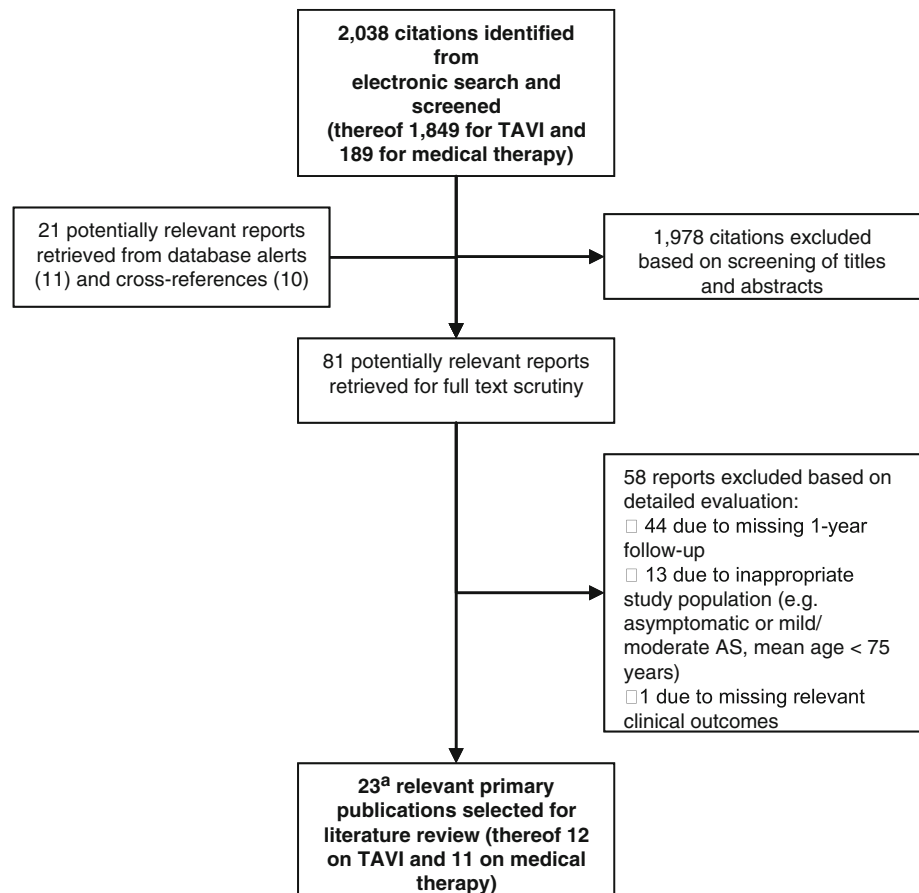 2,038 citations identified
from
electronic search and
screened
(thereof 1,849 for TAVI and
189 for medical therapy)
21 potentially relevant reports
retrieved from database alerts
(11) and cross-references (10)
1,978 citations excluded
based on screening of titles
and abstracts
81 potentially relevant reports
retrieved for full text scrutiny
58 reports excluded based on
detailed evaluation:
□ 44 due to missing 1-year
follow-up
□ 13 due to inappropriate
study population (e.g.
asymptomatic or mild/
moderate AS, mean age < 75
years)
□1 due to missing relevant
clinical outcomes
23ª relevant primary
publications selected for
literature review (thereof 12
on TAVI and 11 on medical
therapy)